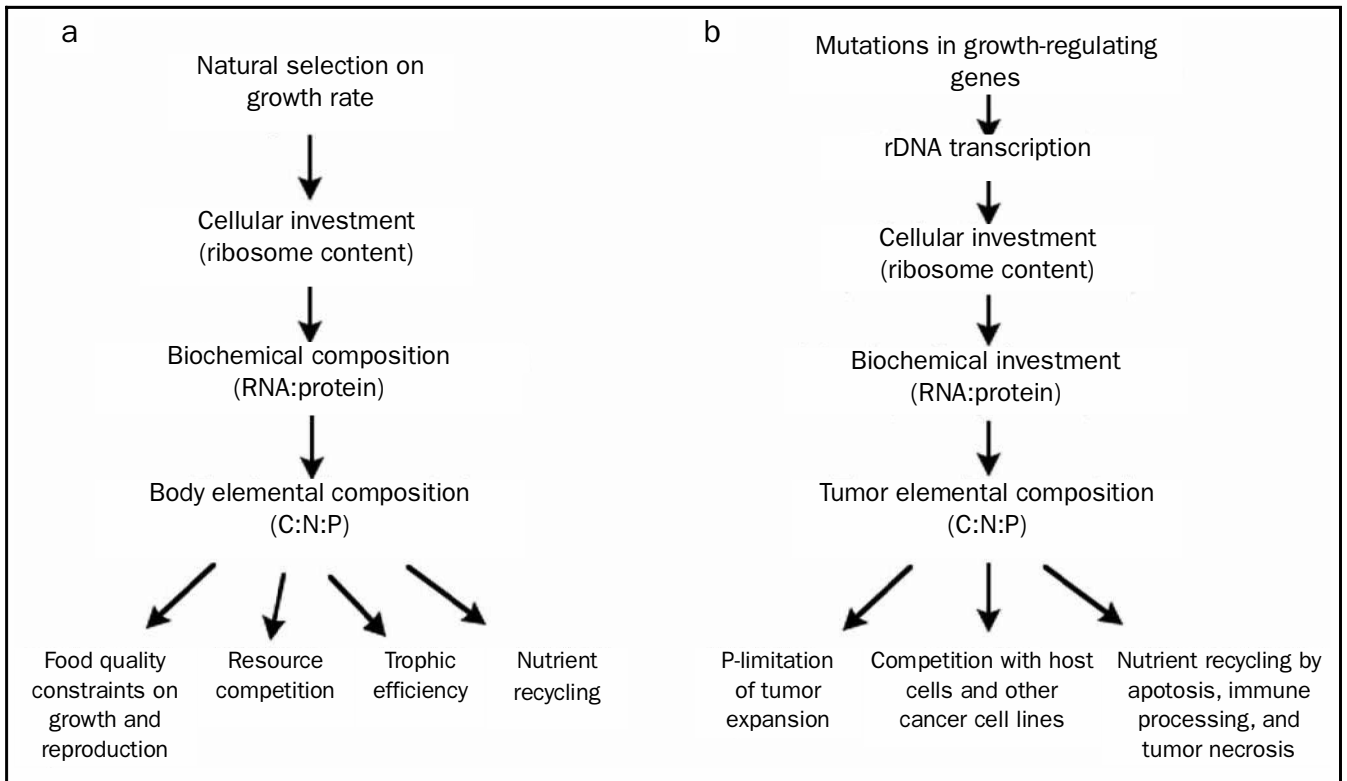 a
Natural selection on
growth rate
Cellular investment
(ribosome content)
Biochemical composition
(RNA:protein)
Body elemental composition
(C:N:P)
Food quality
constraints on
growth and
reproduction
Resource
competition
Trophic
efficiency
Nutrient
recycling
b
Mutations in growth-regulating
genes
rDNA transcription
Cellular investment
(ribosome content)
Biochemical investment
(RNA:protein)
Tumor elemental composition
(C:N:P)
P-limitation
of tumor
expansion
Competition with host
cells and other
cancer cell lines
Nutrient recycling by
apotosis, immune
processing, and
tumor necrosis